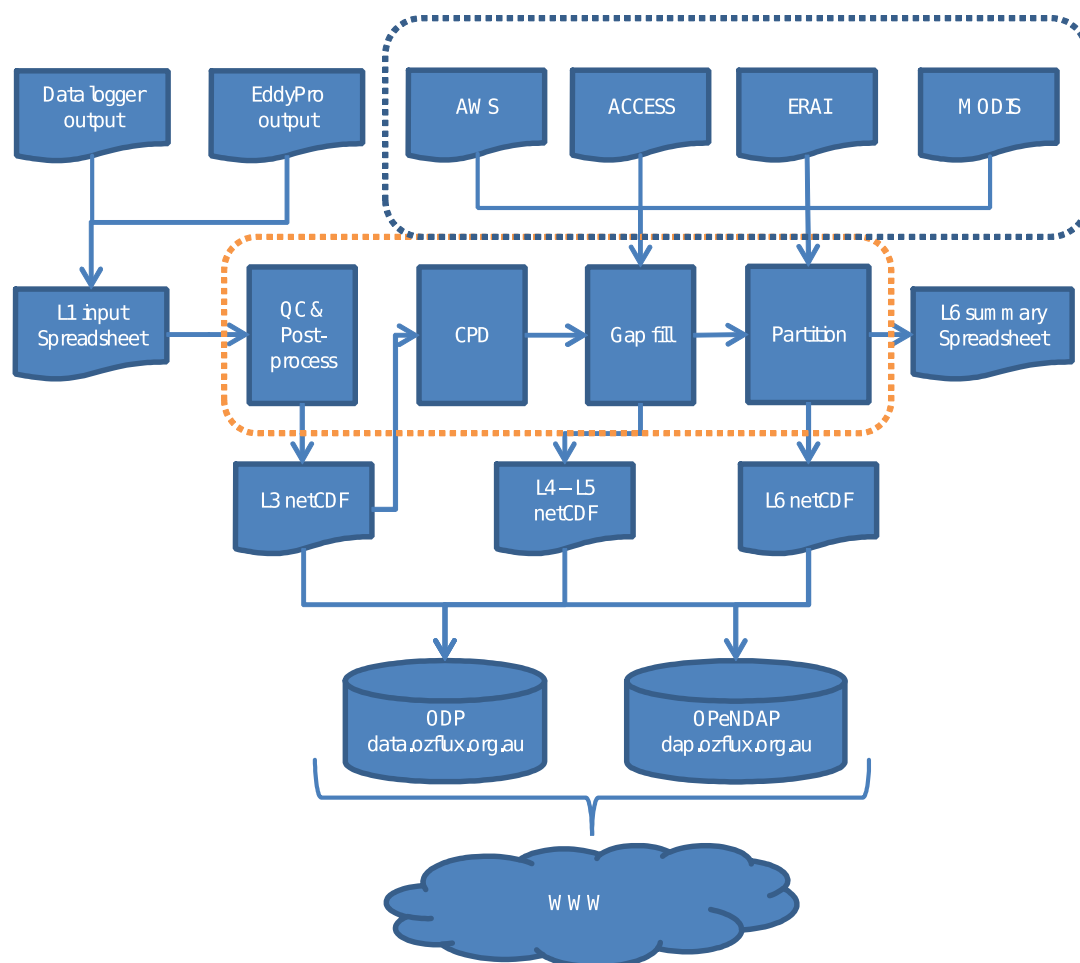 Data logger
output
EddyPro
output
AWS
ACCESS
ERAI
MODIS
L1 input
Spreadsheet
QC &
Post-
process
CPD
Gap fill
Partition
L6 summary
Spreadsheet
L3 netCDF
L4 – L5
netCDF
L6 netCDF
ODP
data.ozflux.org.au
OPeNDAP
dap.ozflux.org.au
WWW